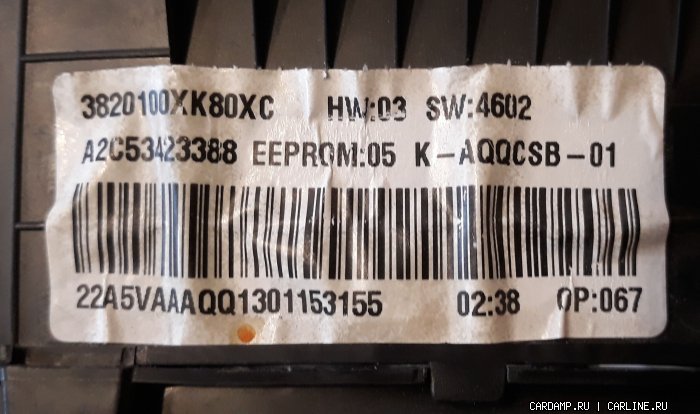 3820100XK80XC HW:03 SW:4602
A2C53423388 EEPROM:05 K-AQQCSB-01
22A5VAAAQQ1301153155 02:38 OP:067
CARDAMP.RU | CARLINE.RU